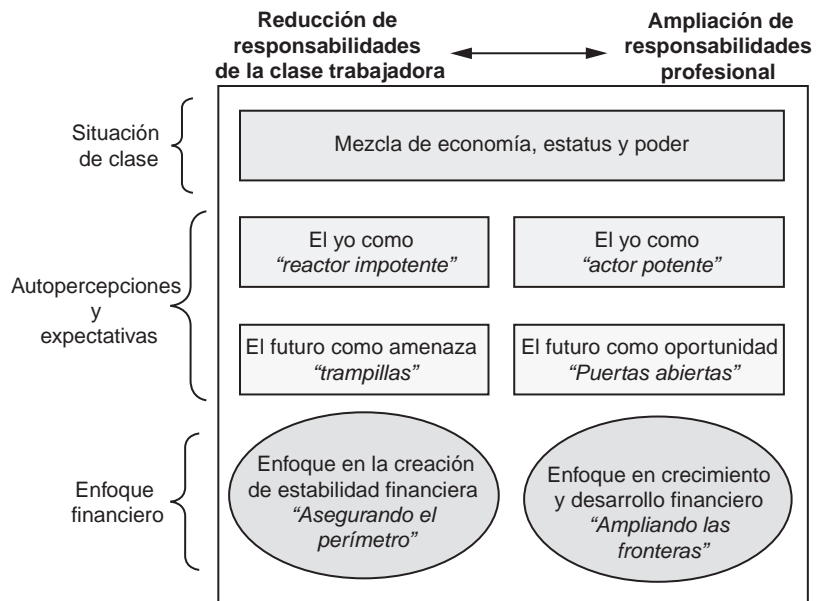 Reducción de
responsabilidades
de la clase trabajadora
Ampliación de
responsabilidades
profesional
Situación
de clase
Mezcla de economía, estatus y poder
Autopercepciones
y
expectativas
El yo como
“reactor impotente”
El yo como
“actor potente”
El futuro como amenaza
“trampillas”
El futuro como oportunidad
“Puertas abiertas”
Enfoque
financiero
Enfoque en la creación
de estabilidad financiera
“Asegurando el
perímetro”
Enfoque en crecimiento
y desarrollo financiero
“Ampliando las
fronteras”